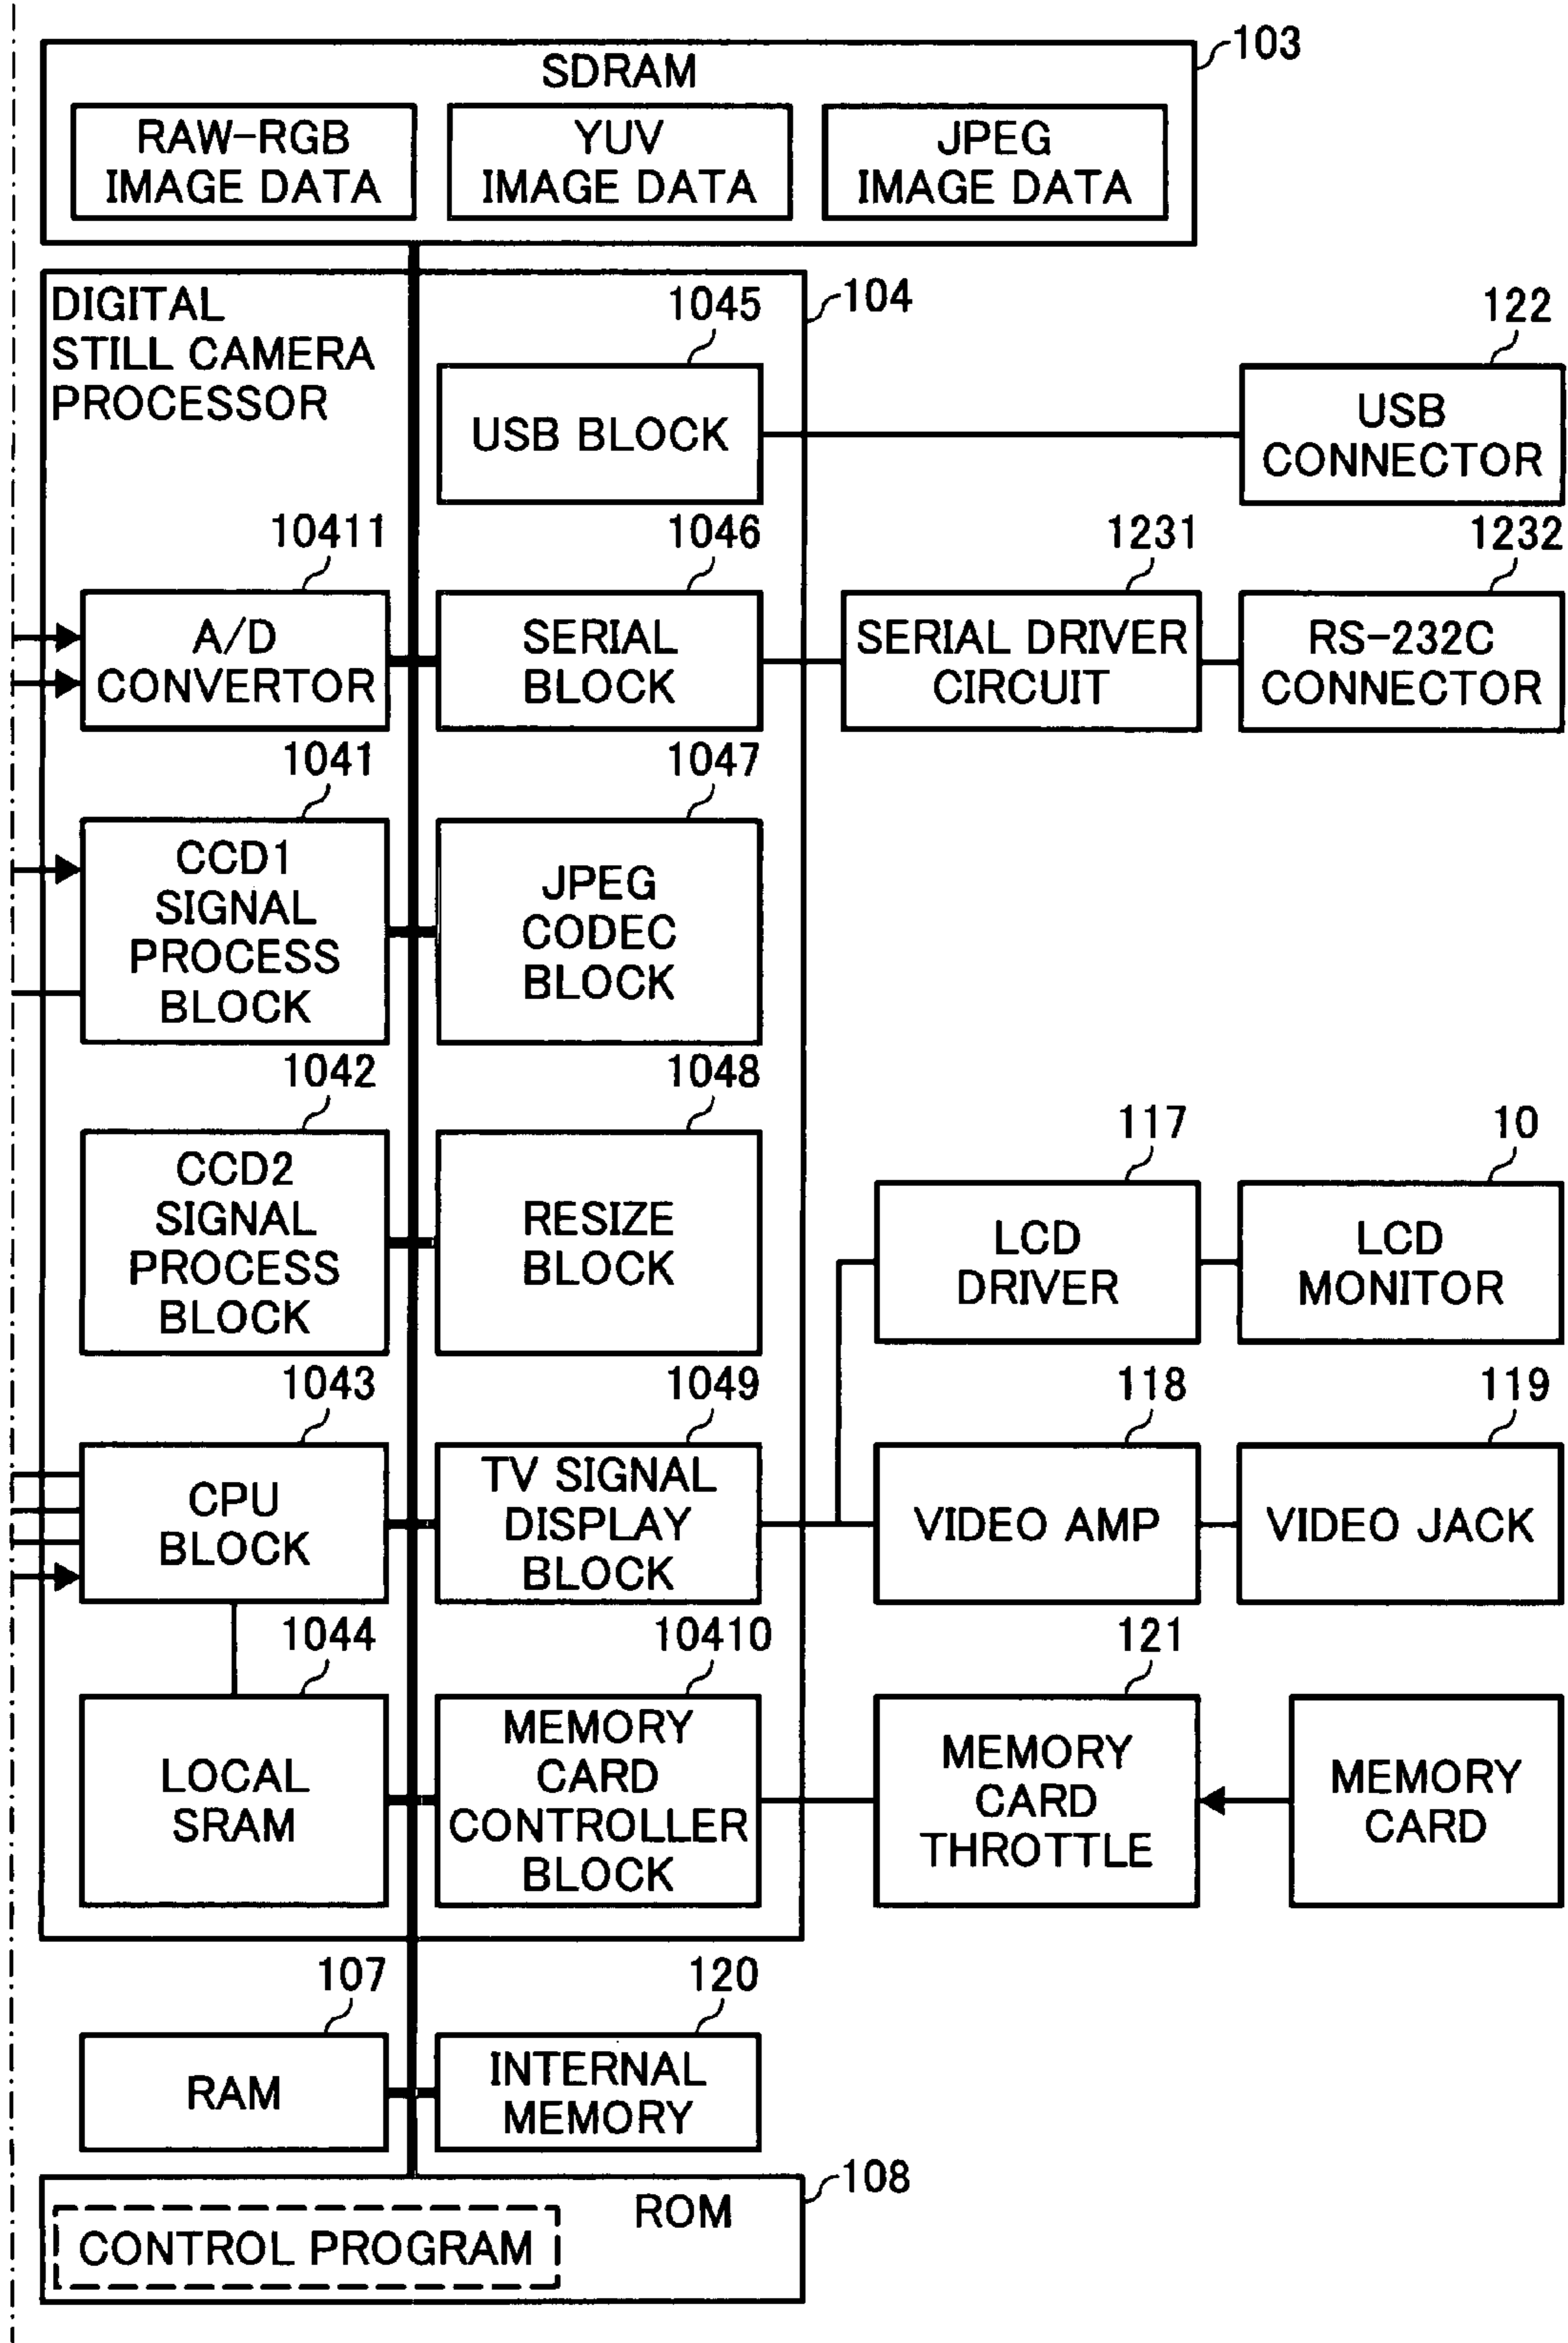 103
SDRAM
RAW-RGB
IMAGE DATA
YUV
IMAGE DATA
JPEG
IMAGE DATA
104
DIGITAL
STILL CAMERA
PROCESSOR
1045
USB BLOCK
122
USB
CONNECTOR
10411
A/D
CONVERTOR
1046
SERIAL
BLOCK
1231
SERIAL DRIVER
CIRCUIT
1232
RS-232C
CONNECTOR
1041
CCD1
SIGNAL
PROCESS
BLOCK
1047
JPEG
CODEC
BLOCK
1042
CCD2
SIGNAL
PROCESS
BLOCK
1048
RESIZE
BLOCK
117
LCD
DRIVER
10
LCD
MONITOR
1043
CPU
BLOCK
1049
TV SIGNAL
DISPLAY
BLOCK
118
VIDEO AMP
119
VIDEO JACK
1044
LOCAL
SRAM
10410
MEMORY
CARD
CONTROLLER
BLOCK
121
MEMORY
CARD
THROTTLE
MEMORY
CARD
107
RAM
120
INTERNAL
MEMORY
108
ROM
CONTROL PROGRAM